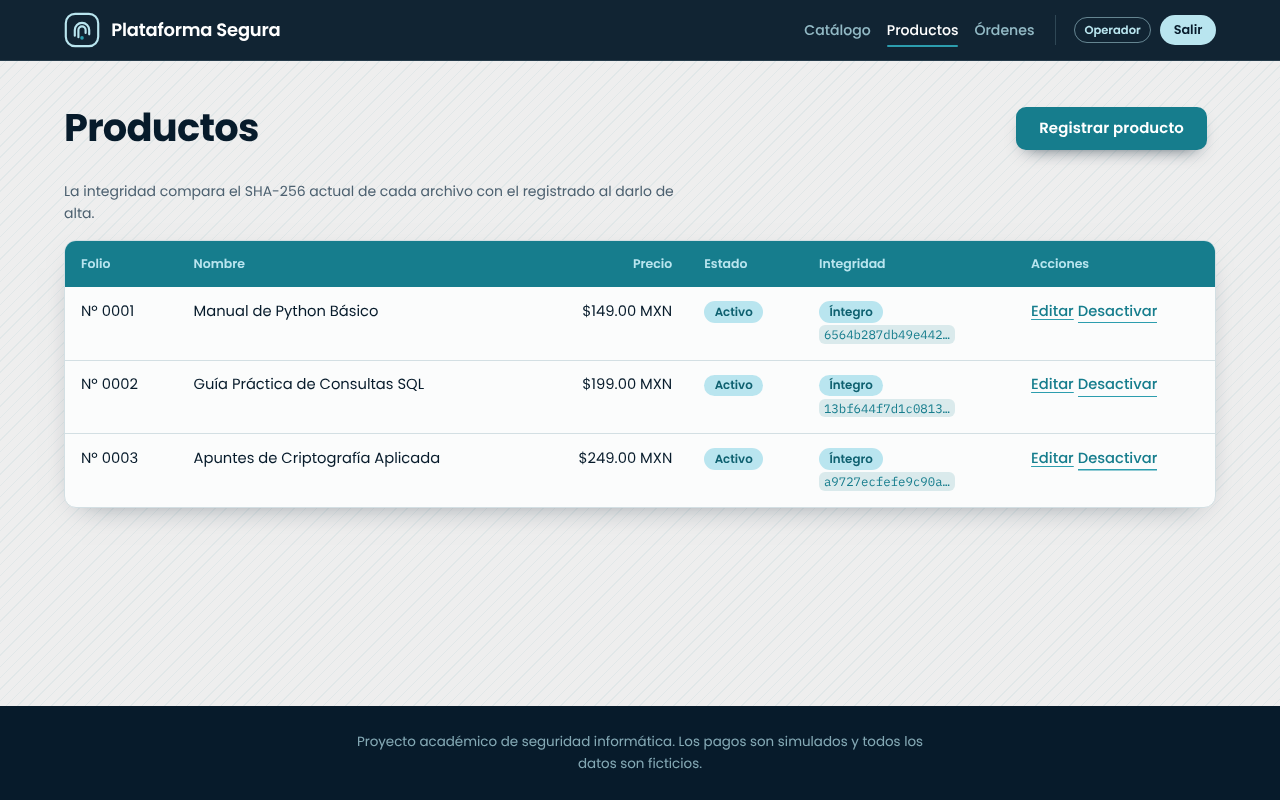 Plataforma Segura
Catálogo Productos Órdenes Operador Salir
Productos
Registrar producto
La integridad compara el SHA-256 actual de cada archivo con el registrado al darlo de
alta.
Folio Nombre Precio Estado Integridad Acciones
Nº 0001 Manual de Python Básico $149.00 MXN Activo Íntegro Editar Desactivar
6564b287db49e442…
Nº 0002 Guía Práctica de Consultas SQL $199.00 MXN Activo Íntegro Editar Desactivar
13bf644f7d1c0813…
Nº 0003 Apuntes de Criptografía Aplicada $249.00 MXN Activo Íntegro Editar Desactivar
a9727ecfefe9c90a…
Proyecto académico de seguridad informática. Los pagos son simulados y todos los
datos son ficticios.